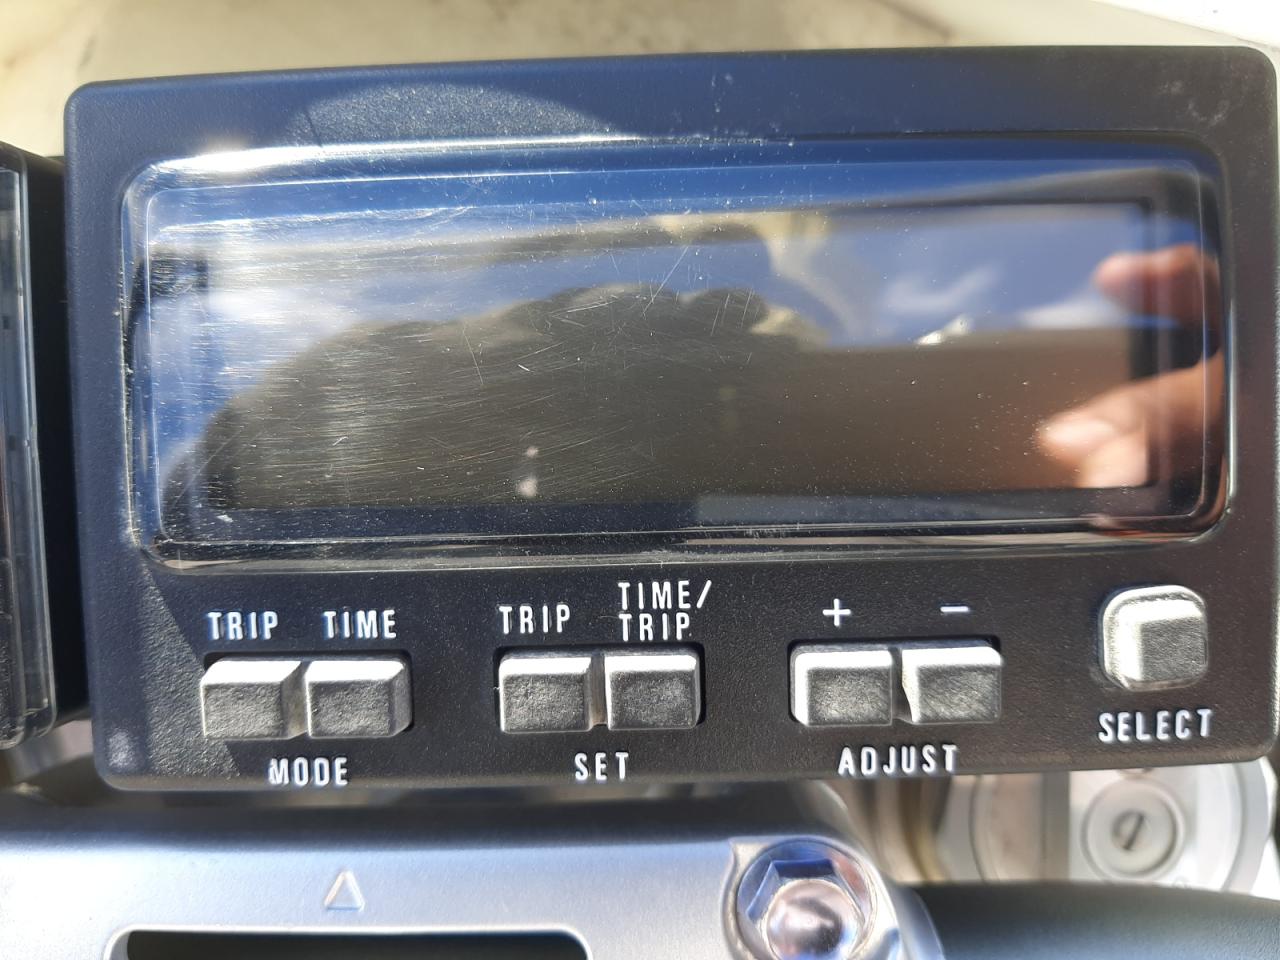 TRIP TIME
TRIP TIME/
TRIP
+ −
MODE
SET
ADJUST
SELECT